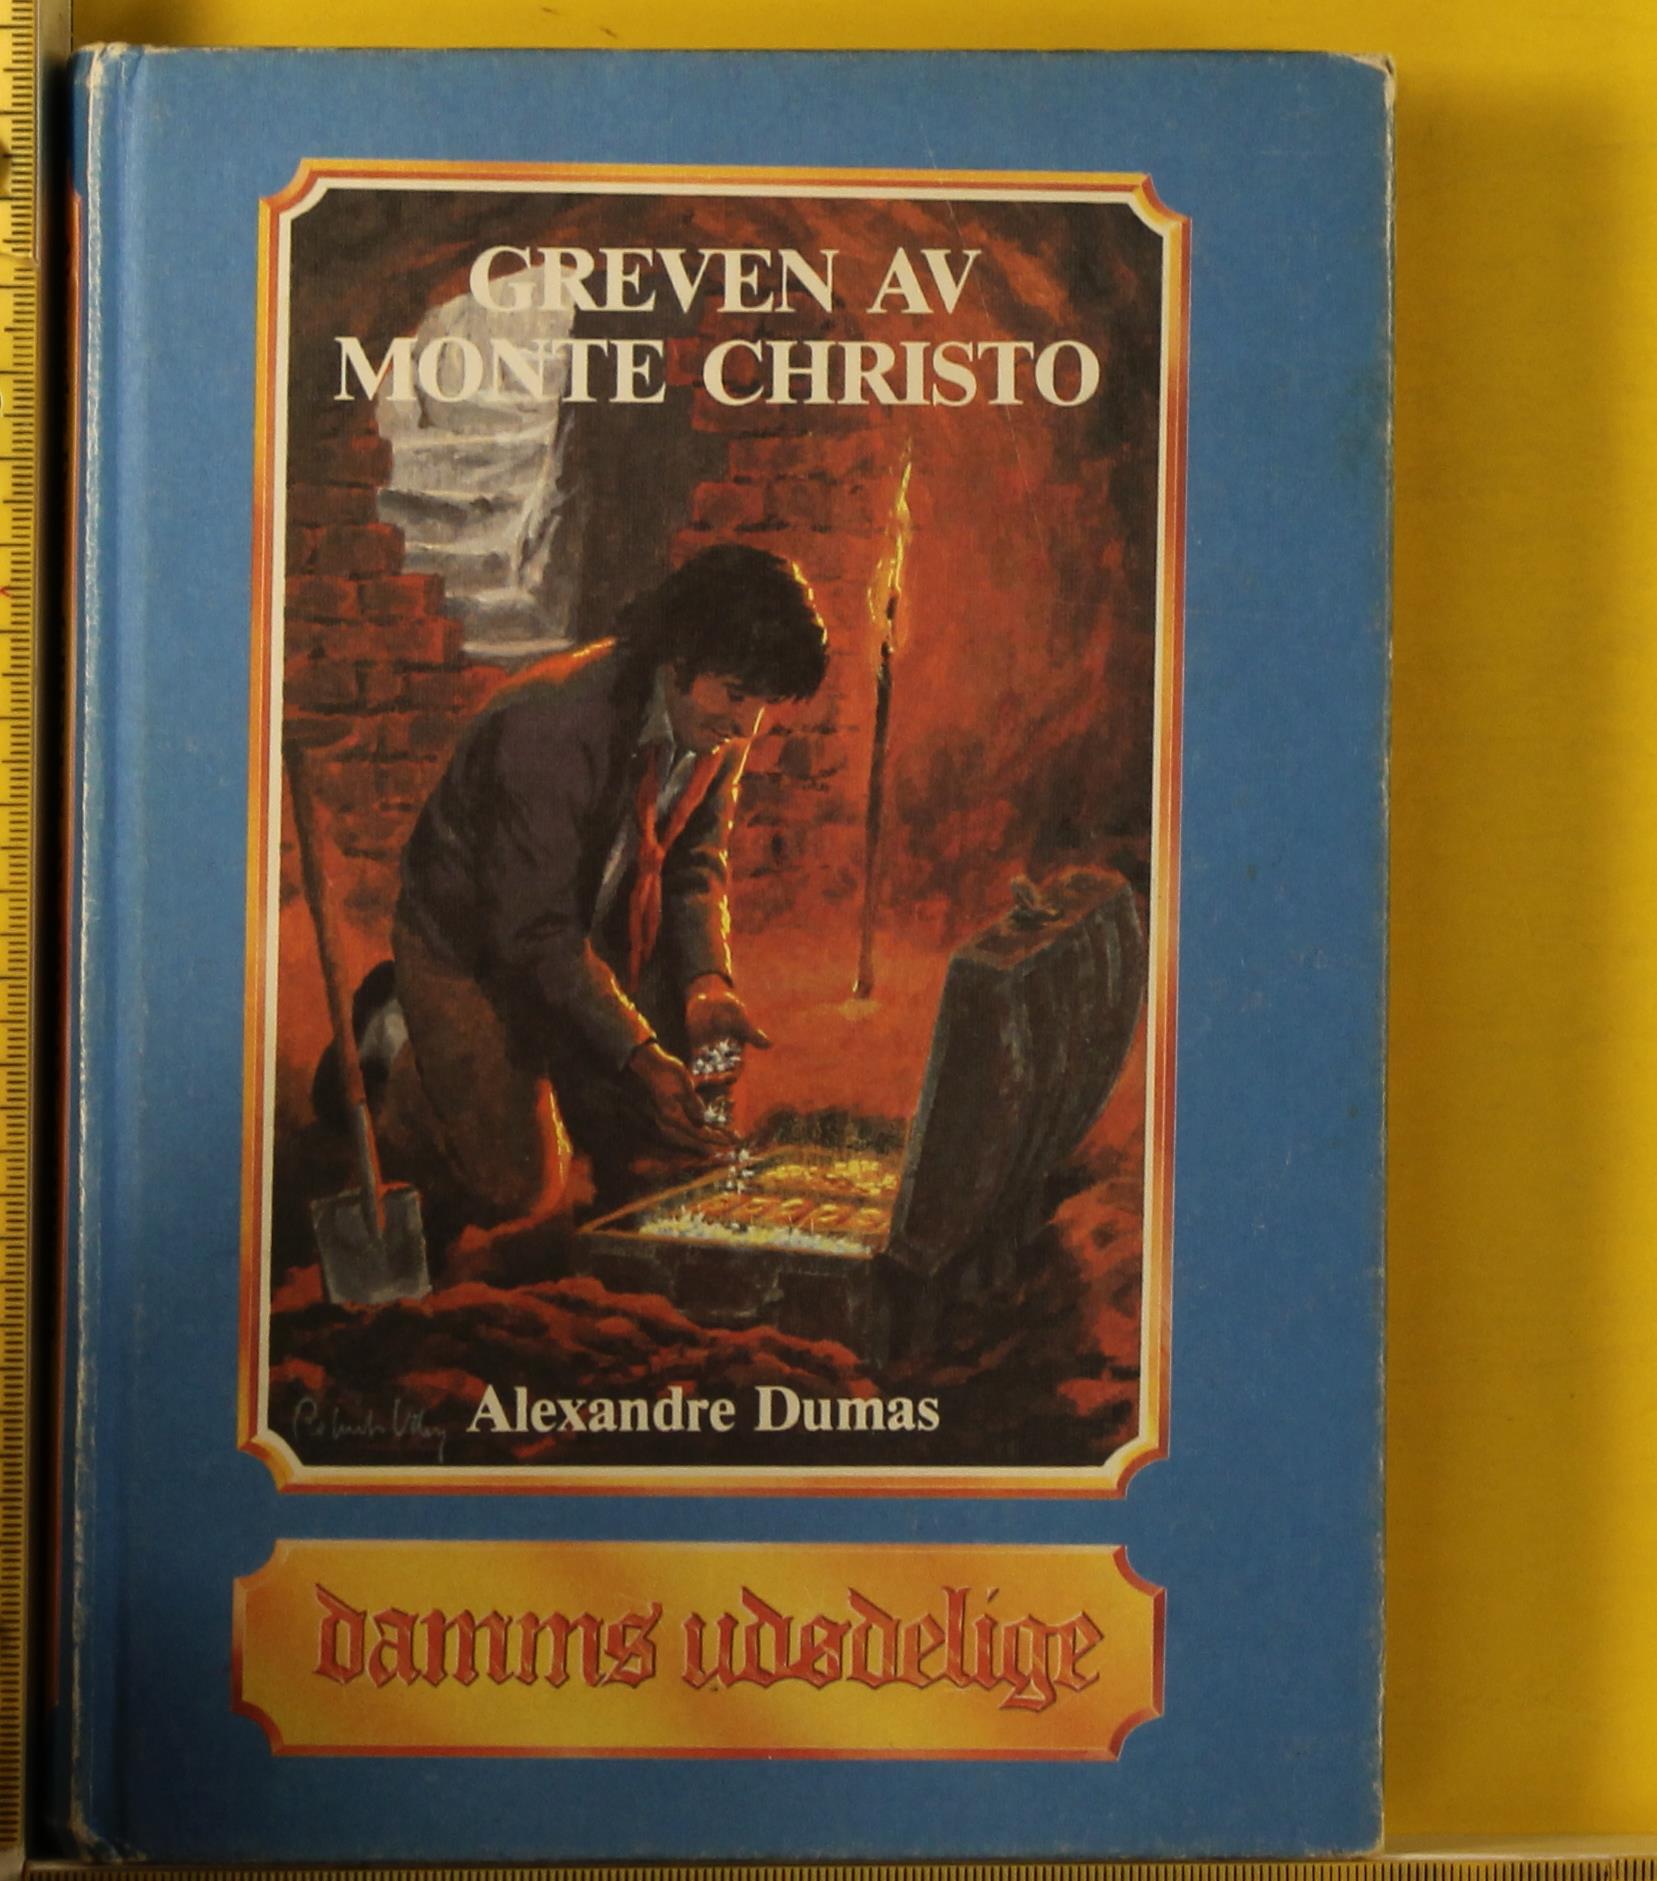 GREVEN AV
MONTE CHRISTO
Alexandre Dumas
damms udødelige